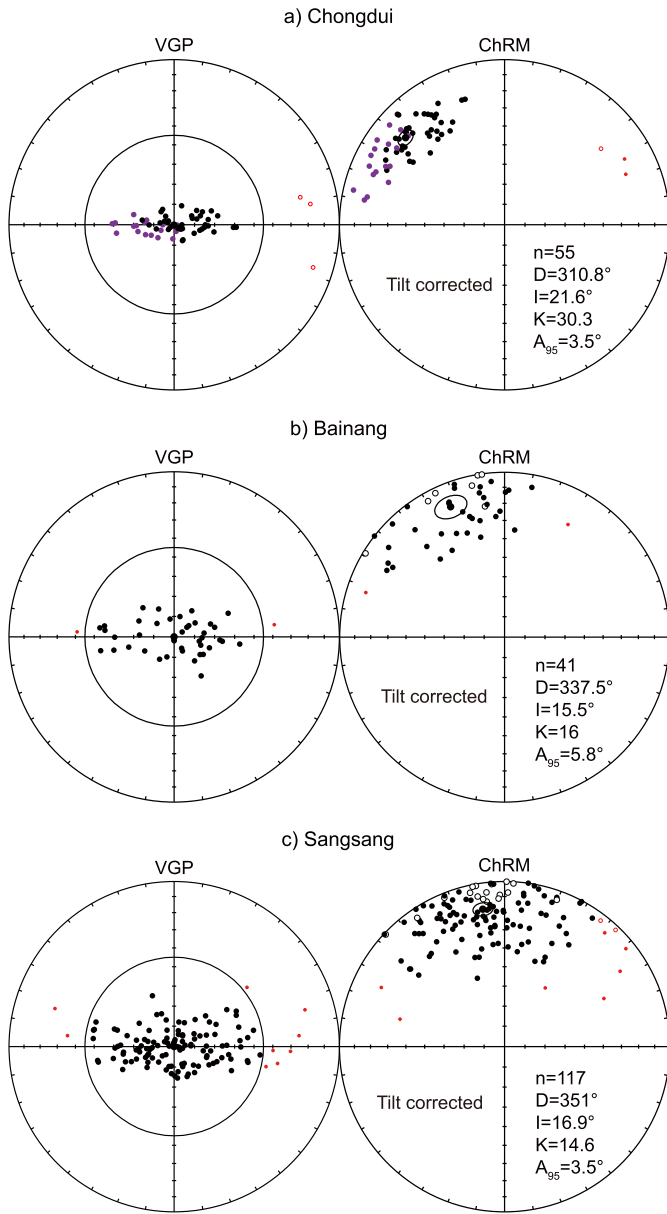 a) Chongdui
VGP
ChRM
Tilt corrected
n=55
D=310.8°
I=21.6°
K=30.3
A95=3.5°
b) Bainang
VGP
ChRM
Tilt corrected
n=41
D=337.5°
I=15.5°
K=16
A95=5.8°
c) Sangsang
VGP
ChRM
Tilt corrected
n=117
D=351°
I=16.9°
K=14.6
A95=3.5°